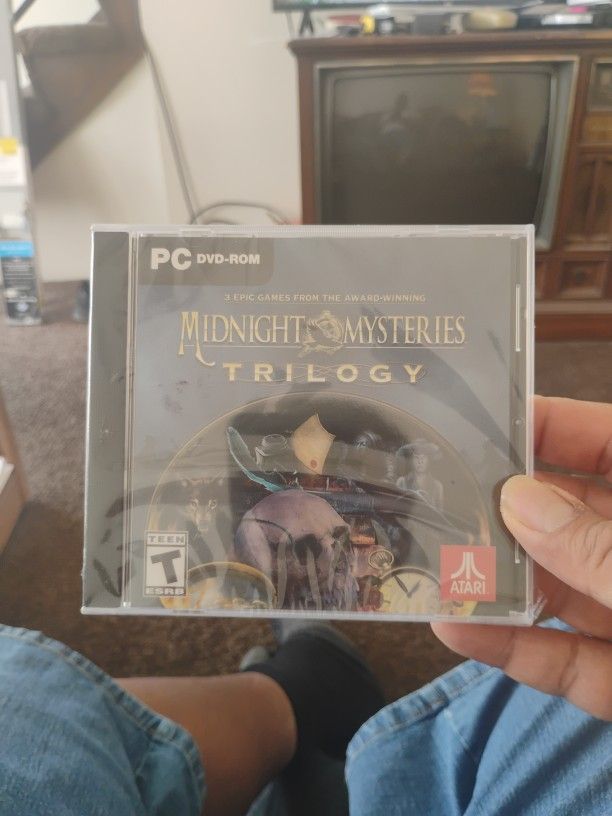 PC DVD-ROM
3 EPIC GAMES FROM THE AWARD-WINNING
MIDNIGHT MYSTERIES
TRILOGY
TEEN
T
ESRB
ATARI